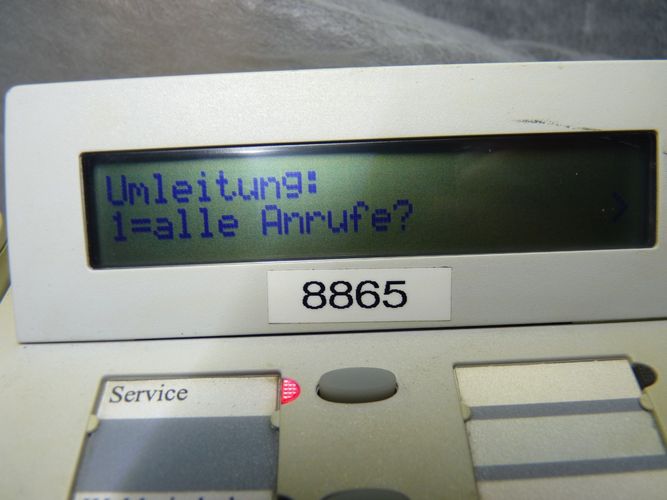 Umleitung:
1=alle Anrufe? >
8865
Service